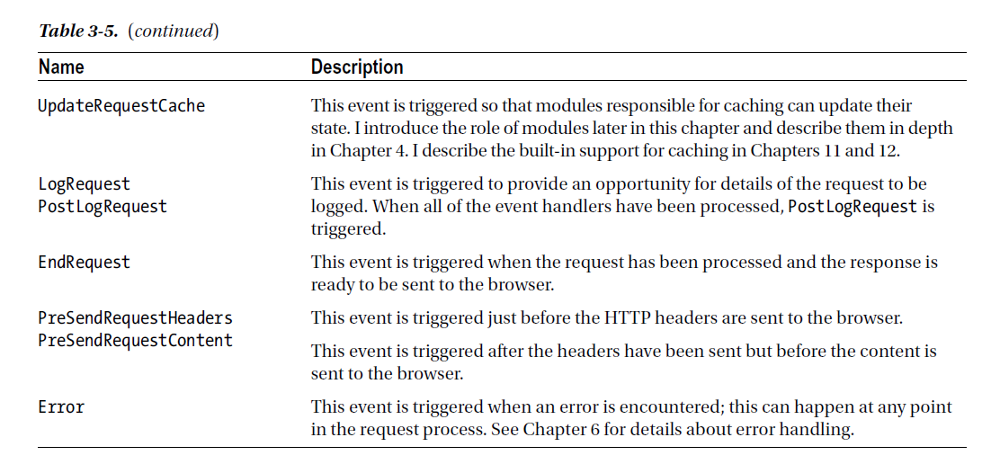 Table 3-5. (continued)
Name Description
UpdateRequestCache This event is triggered so that modules responsible for caching can update their
state. I introduce the role of modules later in this chapter and describe them in depth
in Chapter 4. I describe the built-in support for caching in Chapters 11 and 12.
LogRequest This event is triggered to provide an opportunity for details of the request to be
PostLogRequest logged. When all of the event handlers have been processed, PostLogRequest is
triggered.
EndRequest This event is triggered when the request has been processed and the response is
ready to be sent to the browser.
PreSendRequestHeaders This event is triggered just before the HTTP headers are sent to the browser.
PreSendRequestContent
This event is triggered after the headers have been sent but before the content is
sent to the browser.
Error This event is triggered when an error is encountered; this can happen at any point
in the request process. See Chapter 6 for details about error handling.